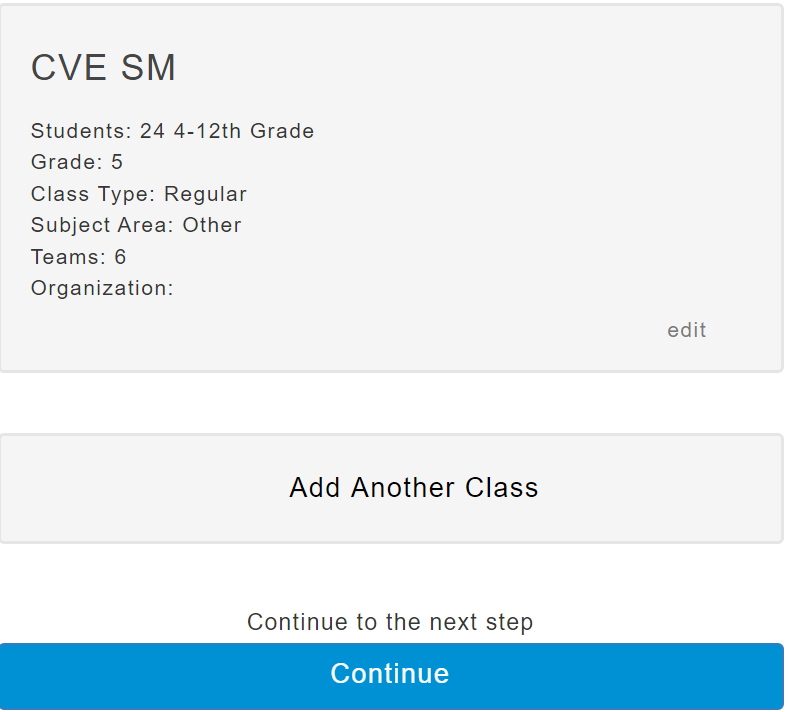 CVE SM
Students: 24 4-12th Grade
Grade: 5
Class Type: Regular
Subject Area: Other
Teams: 6
Organization:
edit
Add Another Class
Continue to the next step
Continue